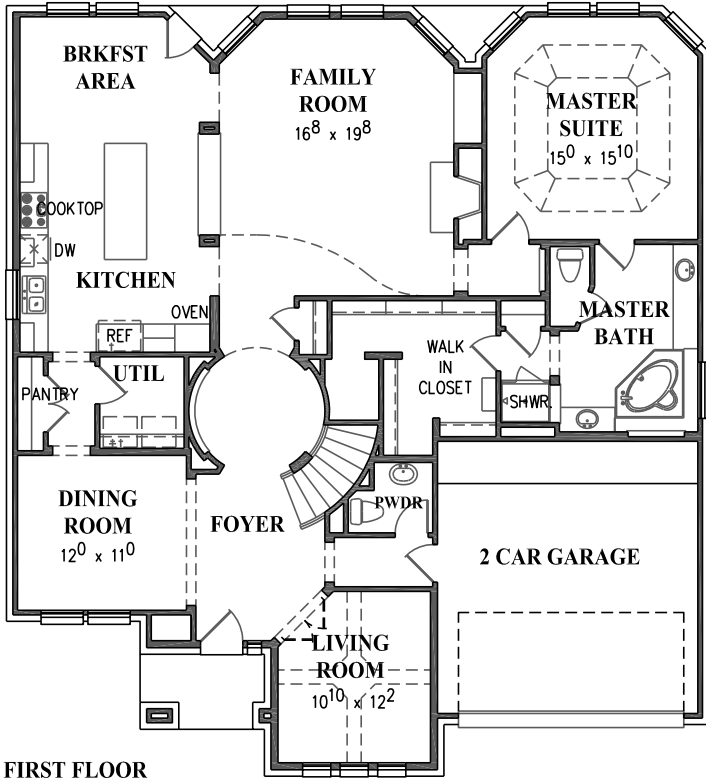 BRKFST
AREA
FAMILY
ROOM
16⁸ x 19⁸
MASTER
SUITE
15⁰ x 15¹⁰
COOKTOP
DW
KITCHEN
OVEN
REF
MASTER
BATH
WALK
IN
CLOSET
SHWR.
PANTRY
UTIL
DINING
ROOM
12⁰ x 11⁰
FOYER
PWDR
2 CAR GARAGE
LIVING
ROOM
10¹⁰ x 12²
FIRST FLOOR